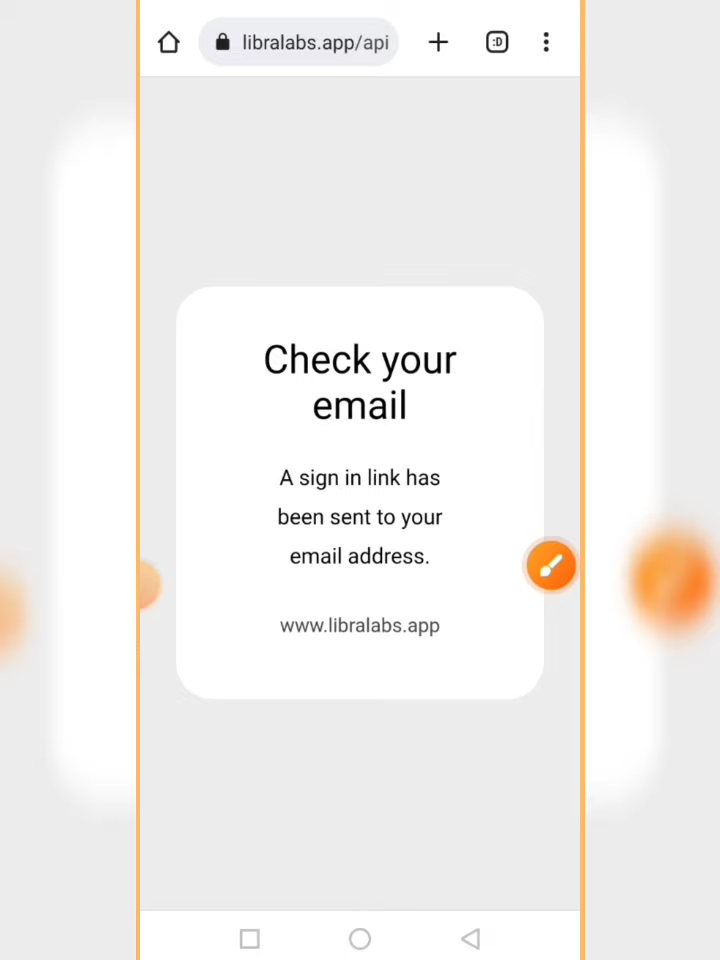 libralabs.app/api
:D
Check your
email
A sign in link has
been sent to your
email address.
www.libralabs.app